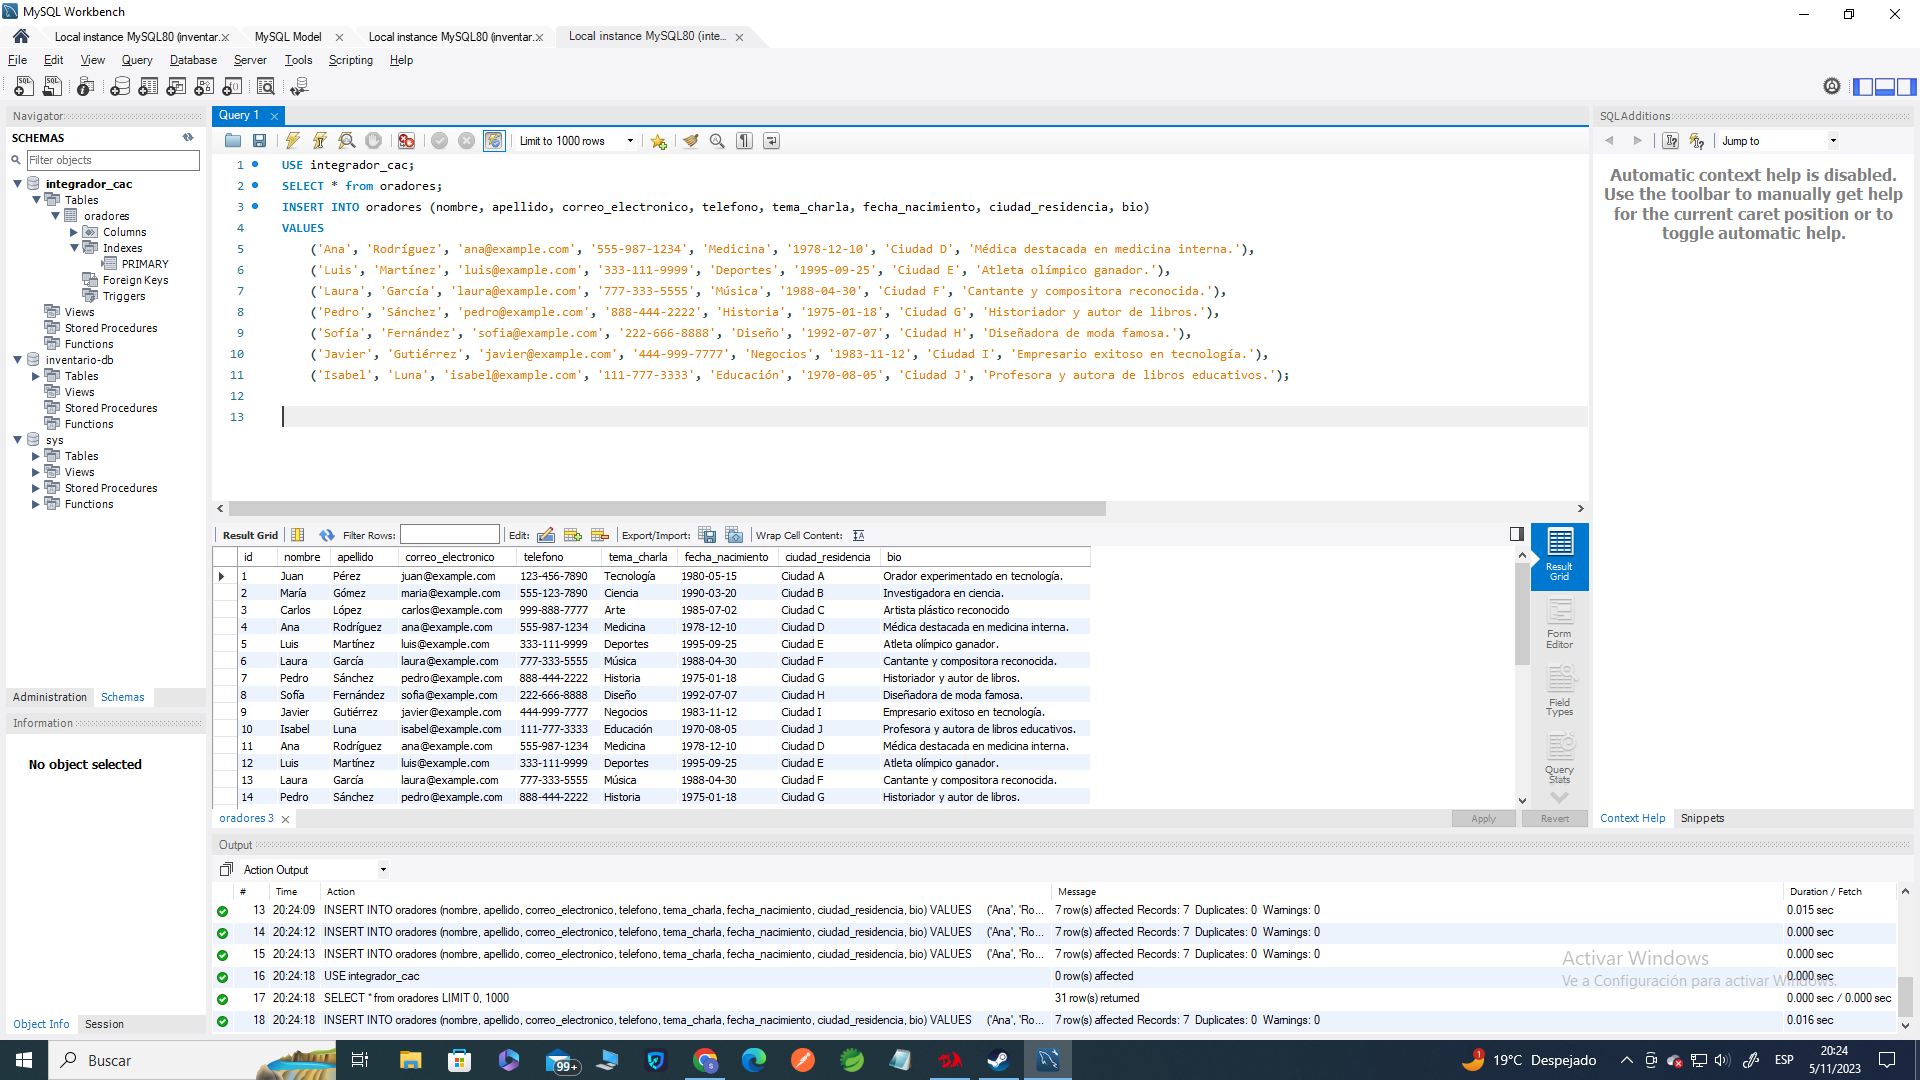 MySQL Workbench
Local instance MySQL80 (inventar...
MySQL Model
Local instance MySQL80 (inventar...
Local instance MySQL80 (inte...
File Edit View Query Database Server Tools Scripting Help
Navigator
SCHEMAS
Filter objects
integrador_cac
Tables
oradores
Columns
Indexes
PRIMARY
Foreign Keys
Triggers
Views
Stored Procedures
Functions
inventario-db
Tables
Views
Stored Procedures
Functions
sys
Tables
Views
Stored Procedures
Functions
Administration Schemas
Information
No object selected
Object Info Session
Query 1
Limit to 1000 rows
1 USE integrador_cac;
2 SELECT * from oradores;
3 INSERT INTO oradores (nombre, apellido, correo_electronico, telefono, tema_charla, fecha_nacimiento, ciudad_residencia, bio)
4 VALUES
5 ('Ana', 'Rodríguez', 'ana@example.com', '555-987-1234', 'Medicina', '1978-12-10', 'Ciudad D', 'Médica destacada en medicina interna.'),
6 ('Luis', 'Martínez', 'luis@example.com', '333-111-9999', 'Deportes', '1995-09-25', 'Ciudad E', 'Atleta olímpico ganador.'),
7 ('Laura', 'García', 'laura@example.com', '777-333-5555', 'Música', '1988-04-30', 'Ciudad F', 'Cantante y compositora reconocida.'),
8 ('Pedro', 'Sánchez', 'pedro@example.com', '888-444-2222', 'Historia', '1975-01-18', 'Ciudad G', 'Historiador y autor de libros.'),
9 ('Sofía', 'Fernández', 'sofia@example.com', '222-666-8888', 'Diseño', '1992-07-07', 'Ciudad H', 'Diseñadora de moda famosa.'),
10 ('Javier', 'Gutiérrez', 'javier@example.com', '444-999-7777', 'Negocios', '1983-11-12', 'Ciudad I', 'Empresario exitoso en tecnología.'),
11 ('Isabel', 'Luna', 'isabel@example.com', '111-777-3333', 'Educación', '1970-08-05', 'Ciudad J', 'Profesora y autora de libros educativos.');
12
13
Result Grid Filter Rows: Edit: Export/Import: Wrap Cell Content:
id nombre apellido correo_electronico telefono tema_charla fecha_nacimiento ciudad_residencia bio
1 Juan Pérez juan@example.com 123-456-7890 Tecnología 1980-05-15 Ciudad A Orador experimentado en tecnología.
2 María Gómez maria@example.com 555-123-7890 Ciencia 1990-03-20 Ciudad B Investigadora en ciencia.
3 Carlos López carlos@example.com 999-888-7777 Arte 1985-07-02 Ciudad C Artista plástico reconocido
4 Ana Rodríguez ana@example.com 555-987-1234 Medicina 1978-12-10 Ciudad D Médica destacada en medicina interna.
5 Luis Martínez luis@example.com 333-111-9999 Deportes 1995-09-25 Ciudad E Atleta olímpico ganador.
6 Laura García laura@example.com 777-333-5555 Música 1988-04-30 Ciudad F Cantante y compositora reconocida.
7 Pedro Sánchez pedro@example.com 888-444-2222 Historia 1975-01-18 Ciudad G Historiador y autor de libros.
8 Sofía Fernández sofia@example.com 222-666-8888 Diseño 1992-07-07 Ciudad H Diseñadora de moda famosa.
9 Javier Gutiérrez javier@example.com 444-999-7777 Negocios 1983-11-12 Ciudad I Empresario exitoso en tecnología.
10 Isabel Luna isabel@example.com 111-777-3333 Educación 1970-08-05 Ciudad J Profesora y autora de libros educativos.
11 Ana Rodríguez ana@example.com 555-987-1234 Medicina 1978-12-10 Ciudad D Médica destacada en medicina interna.
12 Luis Martínez luis@example.com 333-111-9999 Deportes 1995-09-25 Ciudad E Atleta olímpico ganador.
13 Laura García laura@example.com 777-333-5555 Música 1988-04-30 Ciudad F Cantante y compositora reconocida.
14 Pedro Sánchez pedro@example.com 888-444-2222 Historia 1975-01-18 Ciudad G Historiador y autor de libros.
Result
Grid
Form
Editor
Field
Types
Query
Stats
oradores 3
Apply Revert
SQLAdditions
Jump to
Automatic context help is disabled.
Use the toolbar to manually get help
for the current caret position or to
toggle automatic help.
Context Help Snippets
Output
Action Output
# Time Action Message Duration / Fetch
13 20:24:09 INSERT INTO oradores (nombre, apellido, correo_electronico, telefono, tema_charla, fecha_nacimiento, ciudad_residencia, bio) VALUES ('Ana', 'Ro... 7 row(s) affected Records: 7 Duplicates: 0 Warnings: 0 0.015 sec
14 20:24:12 INSERT INTO oradores (nombre, apellido, correo_electronico, telefono, tema_charla, fecha_nacimiento, ciudad_residencia, bio) VALUES ('Ana', 'Ro... 7 row(s) affected Records: 7 Duplicates: 0 Warnings: 0 0.000 sec
15 20:24:13 INSERT INTO oradores (nombre, apellido, correo_electronico, telefono, tema_charla, fecha_nacimiento, ciudad_residencia, bio) VALUES ('Ana', 'Ro... 7 row(s) affected Records: 7 Duplicates: 0 Warnings: 0 0.000 sec
16 20:24:18 USE integrador_cac 0 row(s) affected 0.000 sec
17 20:24:18 SELECT * from oradores LIMIT 0, 1000 31 row(s) returned 0.000 sec / 0.000 sec
18 20:24:18 INSERT INTO oradores (nombre, apellido, correo_electronico, telefono, tema_charla, fecha_nacimiento, ciudad_residencia, bio) VALUES ('Ana', 'Ro... 7 row(s) affected Records: 7 Duplicates: 0 Warnings: 0 0.016 sec
Activar Windows
Ve a Configuración para activar Windows.
Buscar
99+
1
19°C Despejado
ESP
20:24
5/11/2023